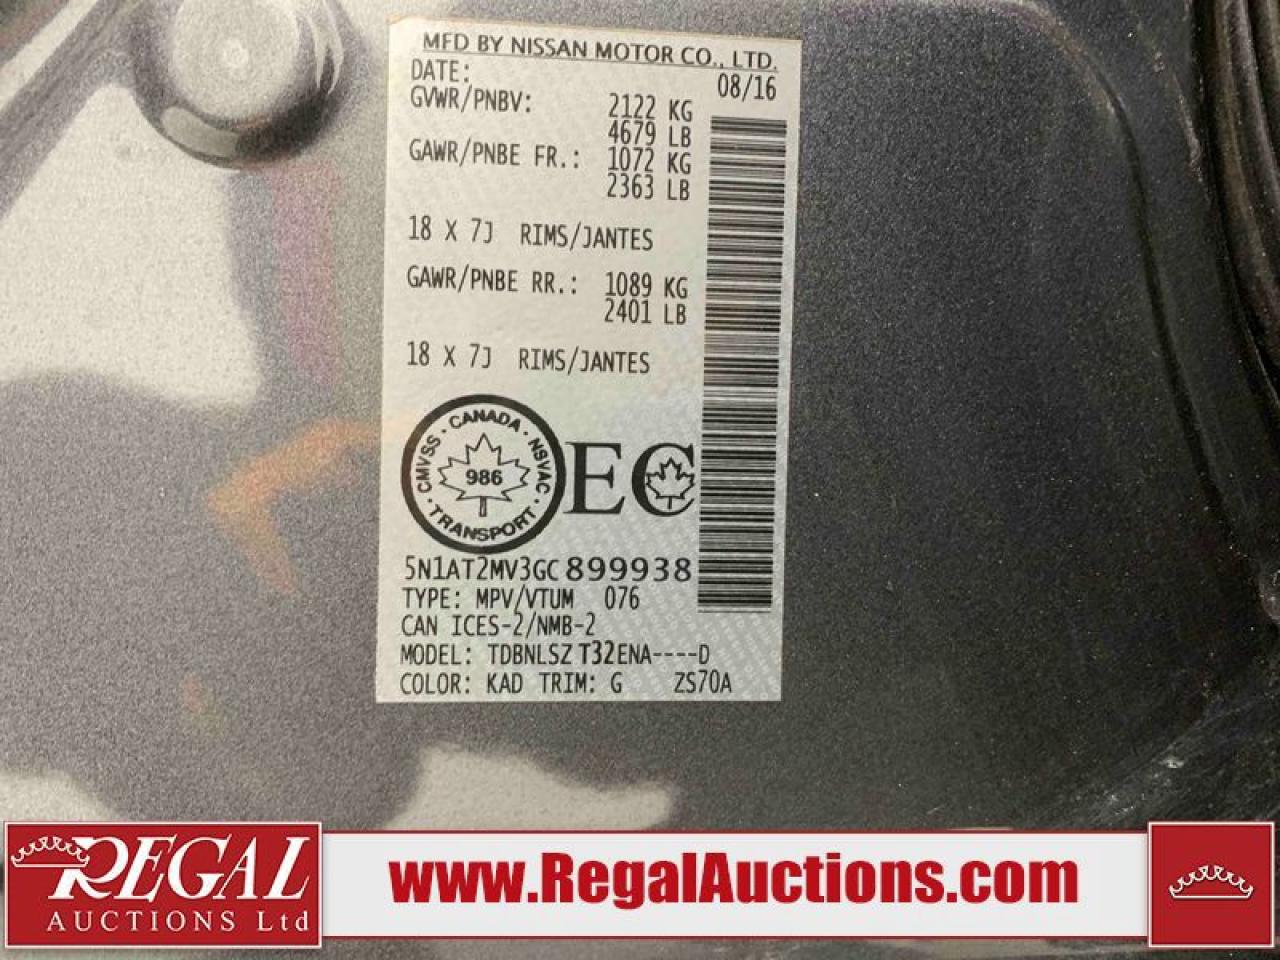 MFD BY NISSAN MOTOR CO., LTD.
DATE: 08/16
GVWR/PNBV: 2122 KG
4679 LB
GAWR/PNBE FR.: 1072 KG
2363 LB
18 X 7J RIMS/JANTES
GAWR/PNBE RR.: 1089 KG
2401 LB
18 X 7J RIMS/JANTES
CMVSS · CANADA · NSVAC · TRANSPORT ·
986
EC
5N1AT2MV3GC899938
TYPE: MPV/VTUM 076
CAN ICES-2/NMB-2
MODEL: TDBNLSZ T32ENA----D
COLOR: KAD TRIM: G ZS70A
REGAL
AUCTIONS Ltd
www.RegalAuctions.com